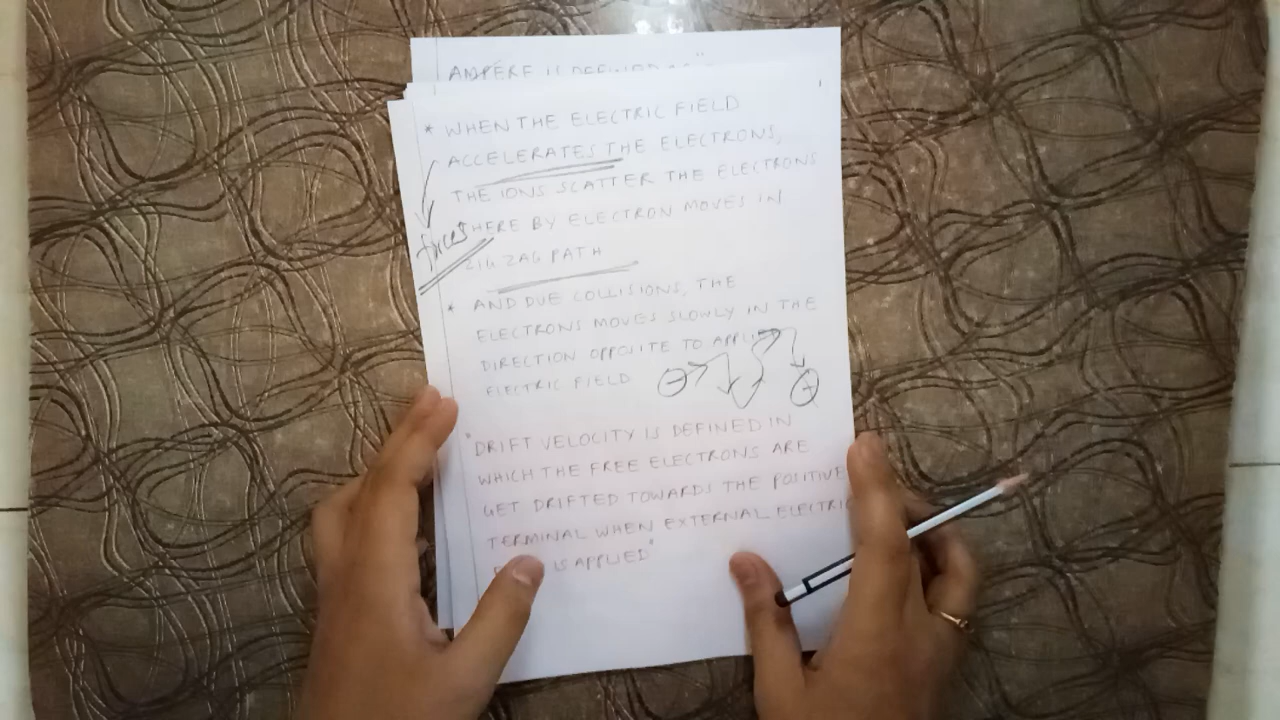 AMPERE IS
* WHEN THE ELECTRIC FIELD
ACCELERATES THE ELECTRONS,
THE IONS SCATTER THE ELECTRONS
HERE BY ELECTRON MOVES IN
forces
ZIG ZAG PATH
* AND DUE COLLISIONS, THE
ELECTRONS MOVES SLOWLY IN THE
DIRECTION OPPOSITE TO
ELECTRIC FIELD
"DRIFT VELOCITY IS DEFINED IN
WHICH THE FREE ELECTRONS ARE
GET DRIFTED TOWARDS THE POSITIVE
TERMINAL WHEN EXTERNAL ELECTRIC
IS APPLIED"